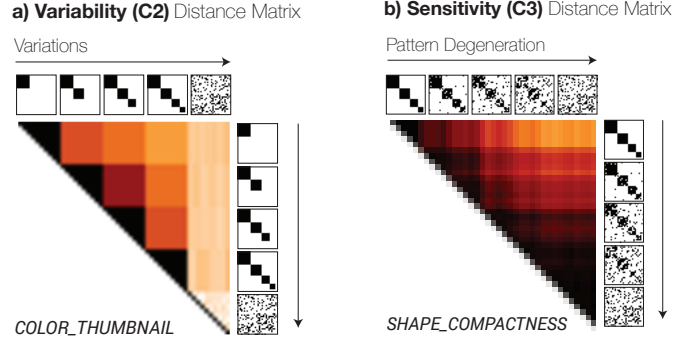 a) Variability (C2) Distance Matrix
Variations
COLOR_THUMBNAIL
b) Sensitivity (C3) Distance Matrix
Pattern Degeneration
SHAPE_COMPACTNESS